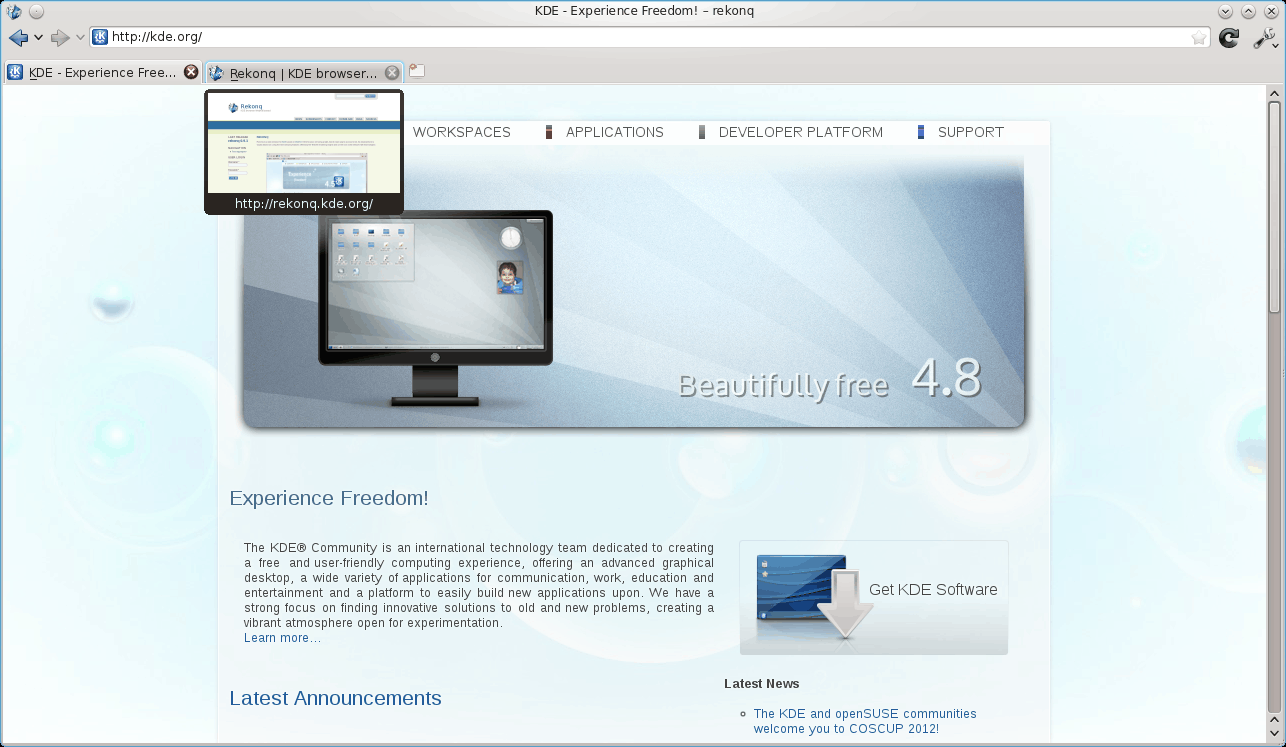 KDE - Experience Freedom! – rekonq
http://kde.org/
KDE - Experience Free...
Rekonq | KDE browser...
Rekonq
http://rekonq.kde.org/
WORKSPACES
APPLICATIONS
DEVELOPER PLATFORM
SUPPORT
Beautifully free 4.8
Experience Freedom!
The KDE® Community is an international technology team dedicated to creating
a free and user-friendly computing experience, offering an advanced graphical
desktop, a wide variety of applications for communication, work, education and
entertainment and a platform to easily build new applications upon. We have a
strong focus on finding innovative solutions to old and new problems, creating a
vibrant atmosphere open for experimentation.
Learn more...
Get KDE Software
Latest News
The KDE and openSUSE communities
welcome you to COSCUP 2012!
Latest Announcements